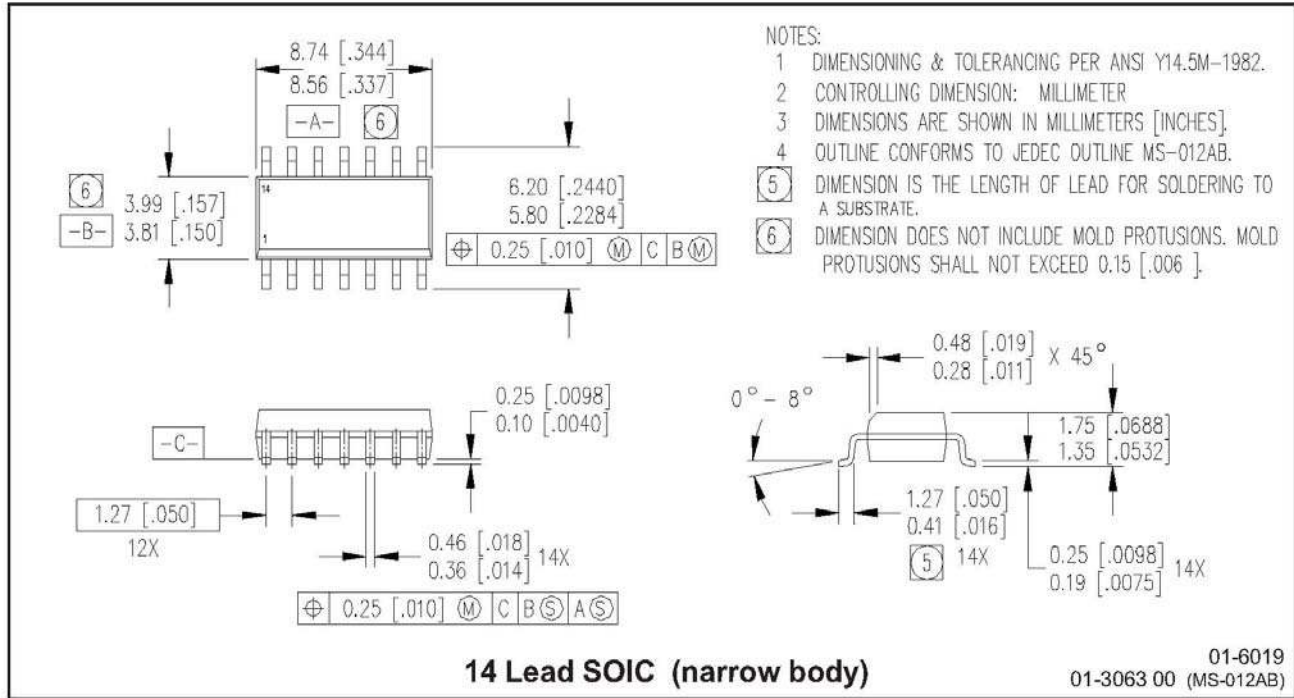 8.74 [.344]
8.56 [.337]
-A- 6
6
3.99 [.157]
-B- 3.81 [.150]
14
1
6.20 [.2440]
5.80 [.2284]
⌖ 0.25 [.010] Ⓜ C B Ⓜ
NOTES:
1 DIMENSIONING & TOLERANCING PER ANSI Y14.5M-1982.
2 CONTROLLING DIMENSION: MILLIMETER
3 DIMENSIONS ARE SHOWN IN MILLIMETERS [INCHES].
4 OUTLINE CONFORMS TO JEDEC OUTLINE MS-012AB.
5 DIMENSION IS THE LENGTH OF LEAD FOR SOLDERING TO
A SUBSTRATE.
6 DIMENSION DOES NOT INCLUDE MOLD PROTUSIONS. MOLD
PROTUSIONS SHALL NOT EXCEED 0.15 [.006 ].
-C-
0.25 [.0098]
0.10 [.0040]
1.27 [.050]
12X
0.46 [.018]
0.36 [.014] 14X
⌖ 0.25 [.010] Ⓜ C B Ⓢ A Ⓢ
0.48 [.019]
0.28 [.011] X 45°
0°-8°
1.75 [.0688]
1.35 [.0532]
1.27 [.050]
0.41 [.016]
5 14X
0.25 [.0098]
0.19 [.0075] 14X
14 Lead SOIC (narrow body)
01-6019
01-3063 00 (MS-012AB)